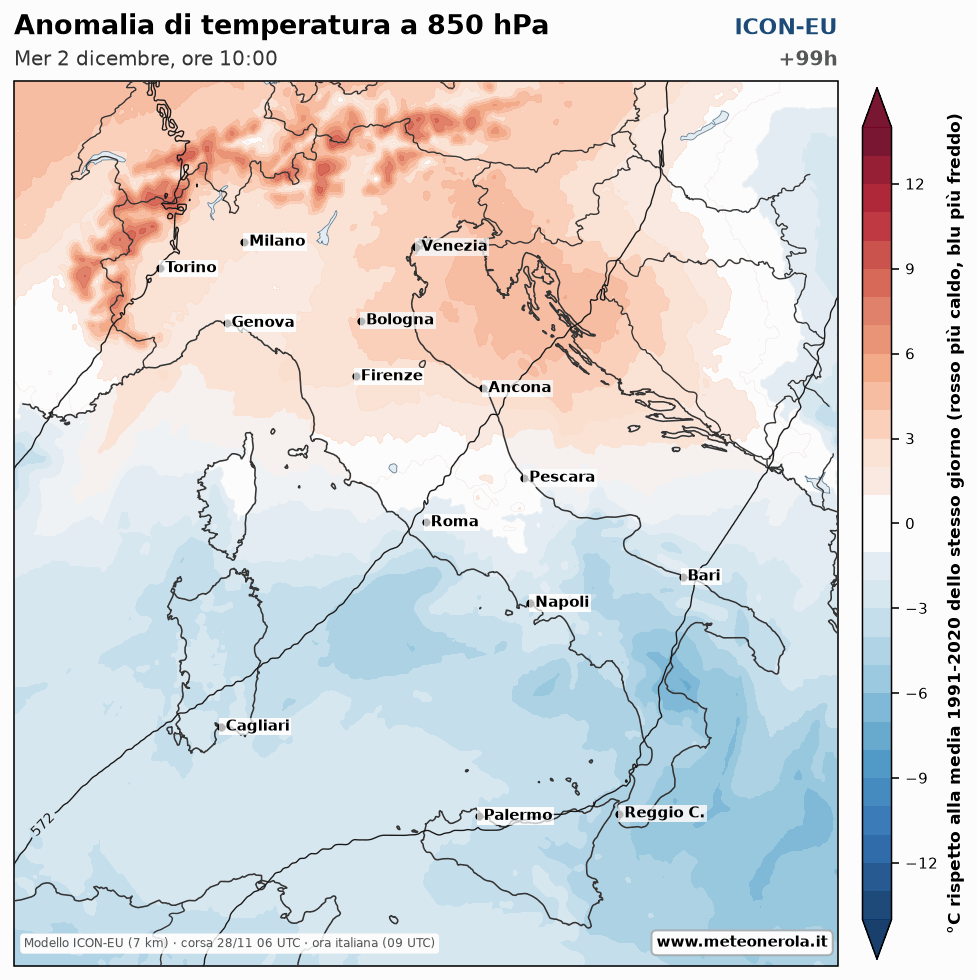 Anomalia di temperatura a 850 hPa
ICON-EU
Mer 2 dicembre, ore 10:00
+99h
Milano
Venezia
Torino
Genova
Bologna
Firenze
Ancona
Pescara
Roma
Bari
Napoli
Cagliari
572
Palermo
Reggio C.
Modello ICON-EU (7 km) · corsa 28/11 06 UTC · ora italiana (09 UTC)
www.meteonerola.it
12
9
6
3
0
−3
−6
−9
−12
°C rispetto alla media 1991-2020 dello stesso giorno (rosso più caldo, blu più freddo)